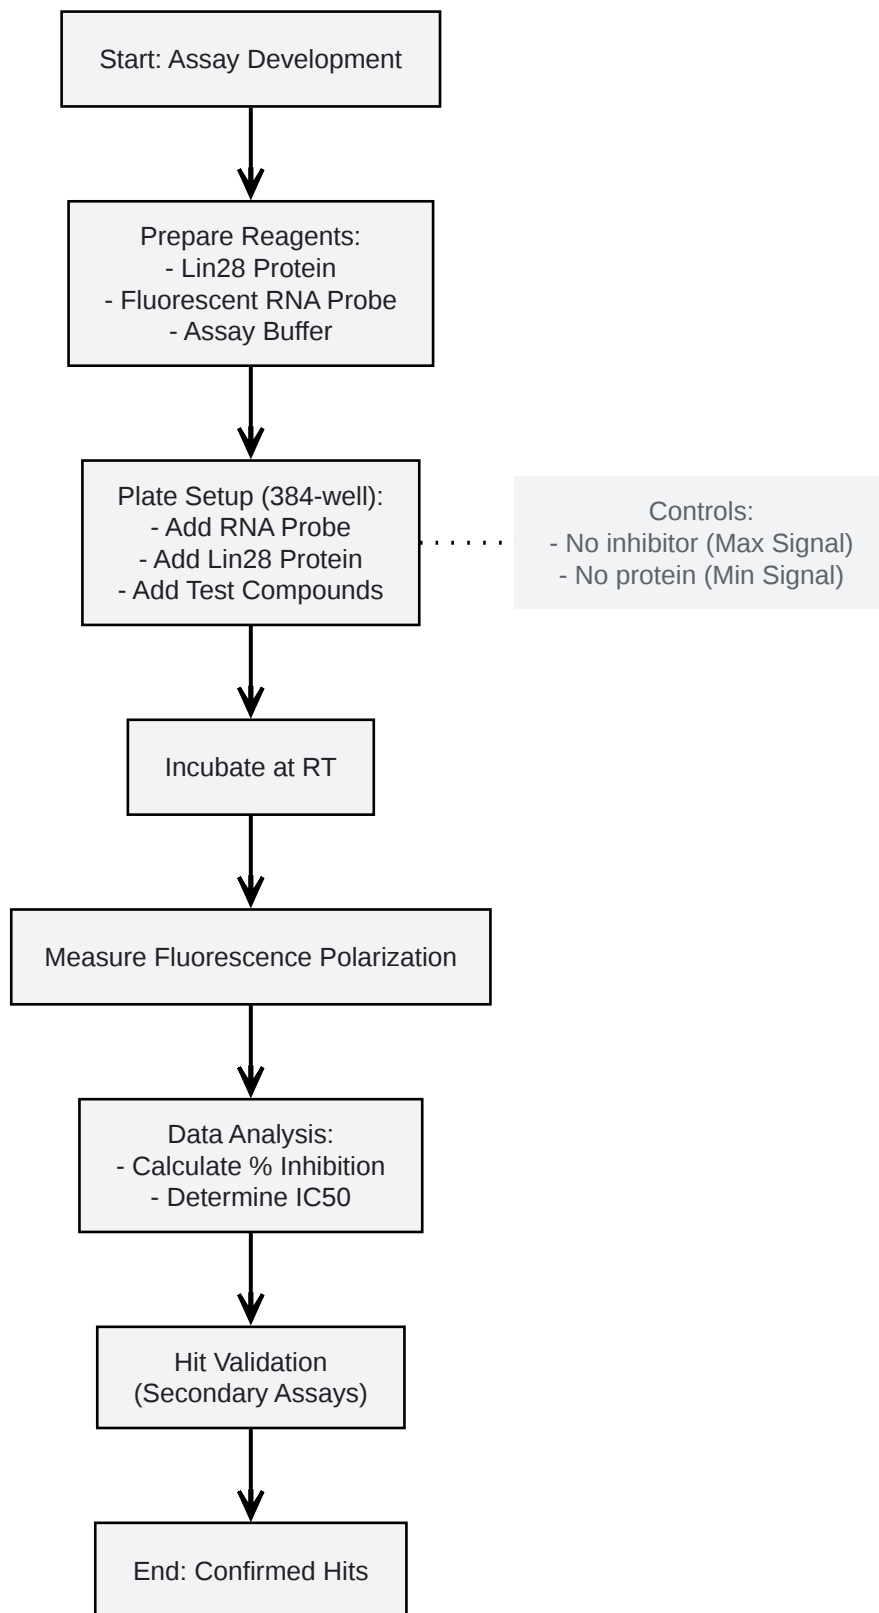 Start: Assay Development
Prepare Reagents:
- Lin28 Protein
- Fluorescent RNA Probe
- Assay Buffer
Plate Setup (384-well):
- Add RNA Probe
- Add Lin28 Protein
- Add Test Compounds
Controls:
- No inhibitor (Max Signal)
- No protein (Min Signal)
Incubate at RT
Measure Fluorescence Polarization
Data Analysis:
- Calculate % Inhibition
- Determine IC50
Hit Validation
(Secondary Assays)
End: Confirmed Hits